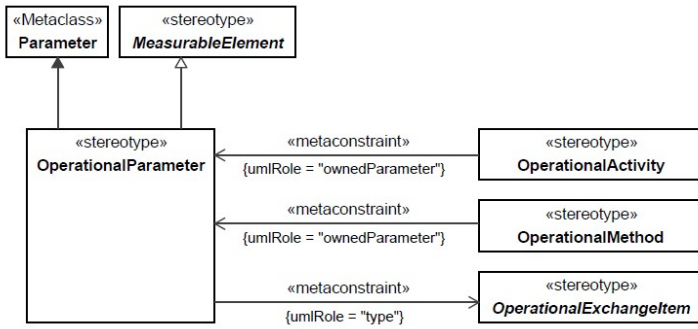 «Metaclass»
Parameter
«stereotype»
MeasurableElement
«stereotype»
OperationalParameter
«metaconstraint»
{umlRole = "ownedParameter"}
«stereotype»
OperationalActivity
«metaconstraint»
{umlRole = "ownedParameter"}
«stereotype»
OperationalMethod
«metaconstraint»
{umlRole = "type"}
«stereotype»
OperationalExchangeItem